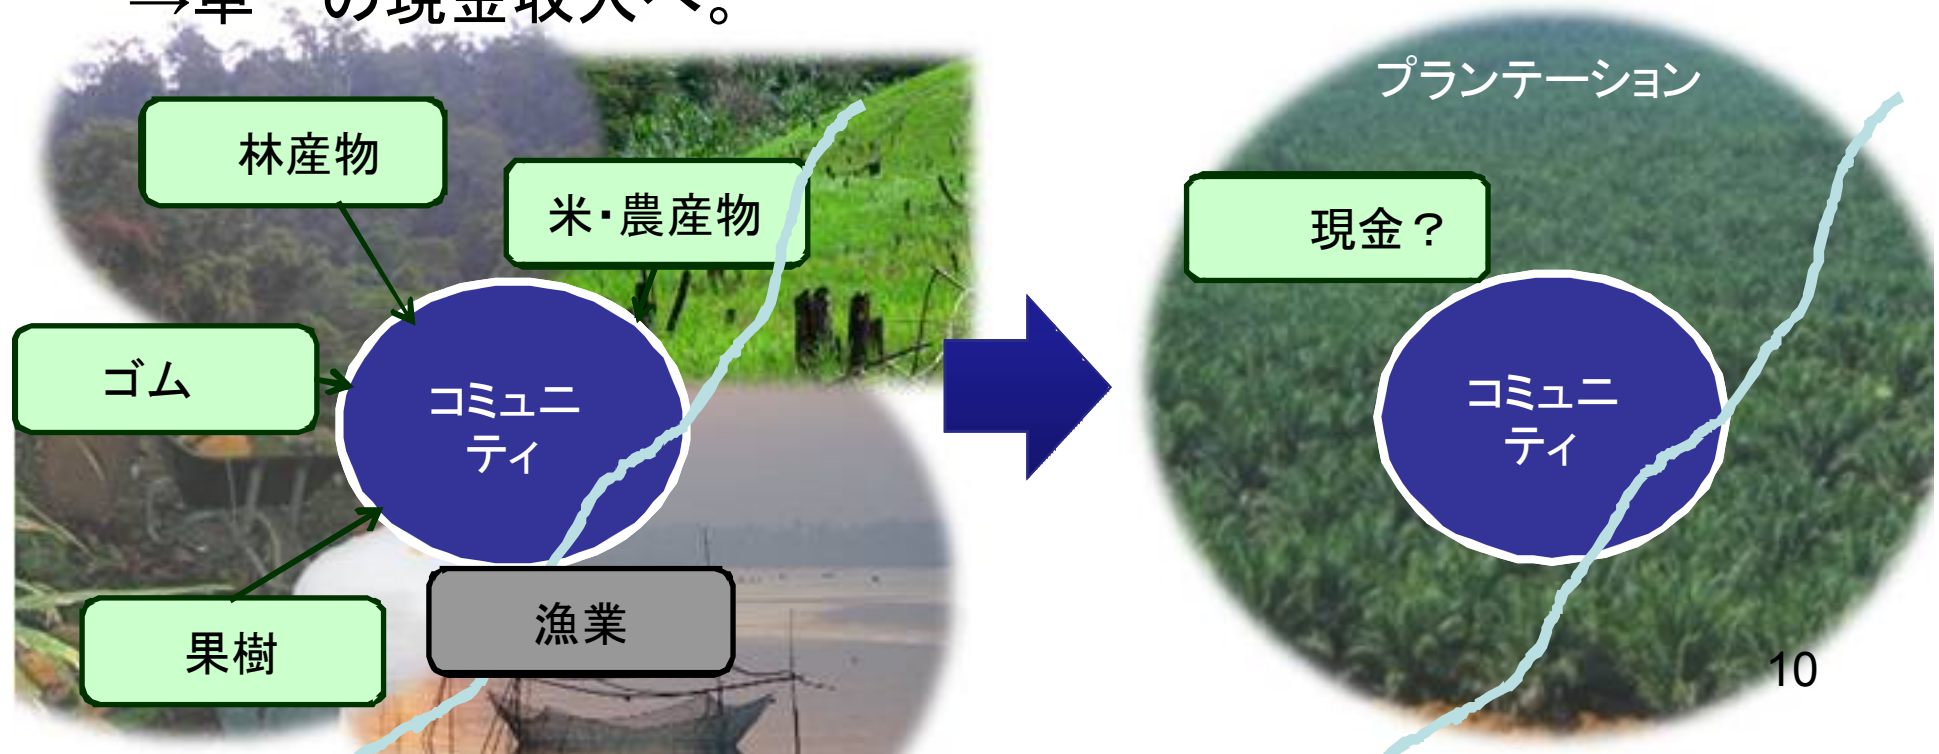 →単一の現金収入へ。
プランテーション
林産物
米・農産物
現金？
ゴム
コミュニ
ティ
コミュニ
ティ
果樹
漁業
10